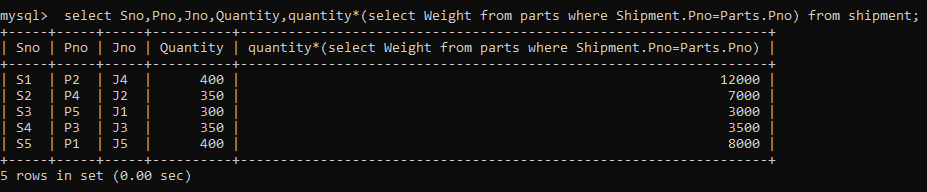 mysql>  select Sno,Pno,Jno,Quantity,quantity*(select Weight from parts where Shipment.Pno=Parts.Pno) from shipment;
+-----+-----+-----+----------+--------------------------------------------------------------------+
| Sno | Pno | Jno | Quantity | quantity*(select Weight from parts where Shipment.Pno=Parts.Pno) |
+-----+-----+-----+----------+--------------------------------------------------------------------+
| S1 | P2 | J4 | 400 | 12000 |
| S2 | P4 | J2 | 350 | 7000 |
| S3 | P5 | J1 | 300 | 3000 |
| S4 | P3 | J3 | 350 | 3500 |
| S5 | P1 | J5 | 400 | 8000 |
+-----+-----+-----+----------+--------------------------------------------------------------------+
5 rows in set (0.00 sec)